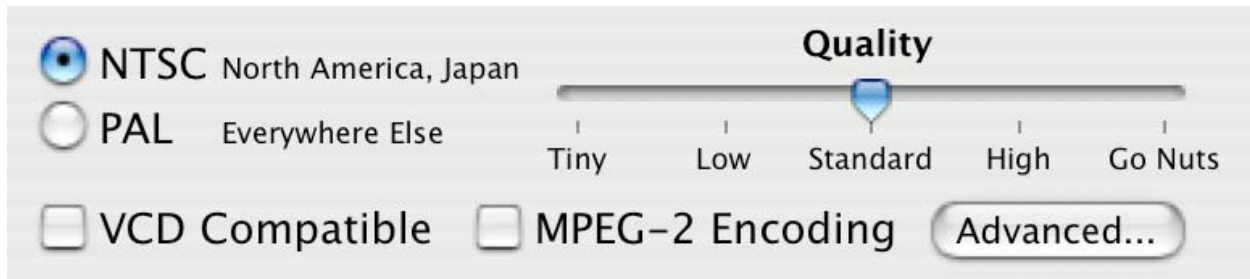 NTSC North America, Japan
PAL Everywhere Else
Quality
Tiny Low Standard High Go Nuts
VCD Compatible MPEG-2 Encoding Advanced...